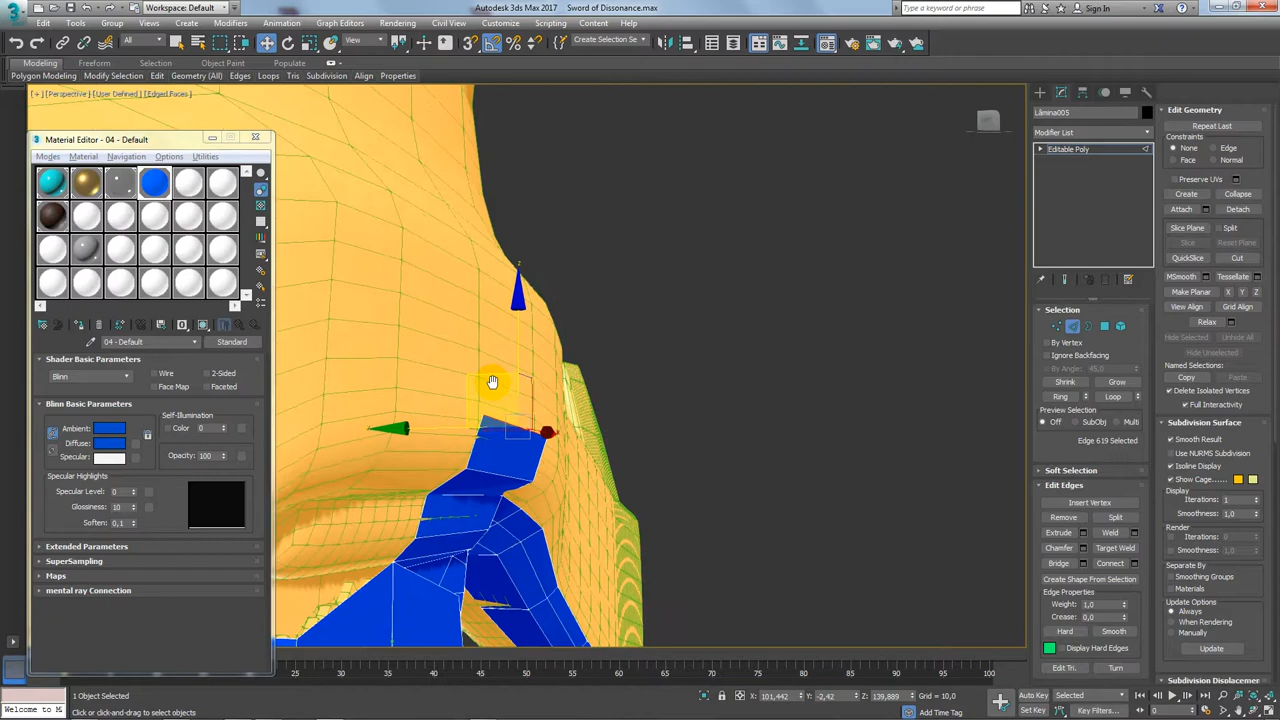 Workspace: Default
Autodesk 3ds Max 2017
Sword of Dissonance.max
Type a keyword or phrase
Sign In
Edit
Tools
Group
Views
Create
Modifiers
Animation
Graph Editors
Rendering
Civil View
Customize
Scripting
Content
Help
All
View
Create Selection Se
Modeling
Freeform
Selection
Object Paint
Populate
Polygon Modeling
Modify Selection
Edit
Geometry (All)
Edges
Loops
Tris
Subdivision
Align
Properties
[ + ] [Perspective ] [User Defined ] [Edged Faces ]
Material Editor - 04 - Default
Modes
Material
Navigation
Options
Utilities
04 - Default
Standard
Shader Basic Parameters
Blinn
Wire
2-Sided
Face Map
Faceted
Blinn Basic Parameters
Self-Illumination
Ambient:
Color
0
Diffuse:
Specular:
Opacity:
100
Specular Highlights
Specular Level:
0
Glossiness:
10
Soften:
0,1
Extended Parameters
SuperSampling
Maps
mental ray Connection
z
Lâmina005
Modifier List
Editable Poly
Selection
By Vertex
Ignore Backfacing
By Angle:
45,0
Shrink
Grow
Ring
Loop
Preview Selection
Off
SubObj
Multi
Edge 619 Selected
Soft Selection
Edit Edges
Insert Vertex
Remove
Split
Extrude
Weld
Chamfer
Target Weld
Bridge
Connect
Create Shape From Selection
Edge Properties
Weight:
1,0
Crease:
0,0
Hard
Smooth
Display Hard Edges
Edit Tri.
Turn
Edit Geometry
Repeat Last
Constraints
None
Edge
Face
Normal
Preserve UVs
Create
Collapse
Attach
Detach
Slice Plane
Split
Slice
Reset Plane
QuickSlice
Cut
MSmooth
Tessellate
Make Planar
X
Y
Z
View Align
Grid Align
Relax
Hide Selected
Unhide All
Hide Unselected
Named Selections:
Copy
Paste
Delete Isolated Vertices
Full Interactivity
Subdivision Surface
Smooth Result
Use NURMS Subdivision
Isoline Display
Show Cage......
Display
Iterations:
1
Smoothness:
1,0
Render
Iterations:
0
Smoothness:
1,0
Separate By
Smoothing Groups
Materials
Update Options
Always
When Rendering
Manually
Update
Subdivision Displacement
25
30
35
40
45
50
55
60
65
70
75
80
85
90
95
100
1 Object Selected
Click or click-and-drag to select objects
Welcome to M
X: 101,442
Y: -2,42
Z: 139,889
Grid = 10,0
Add Time Tag
Auto Key
Selected
Set Key
Key Filters...
0